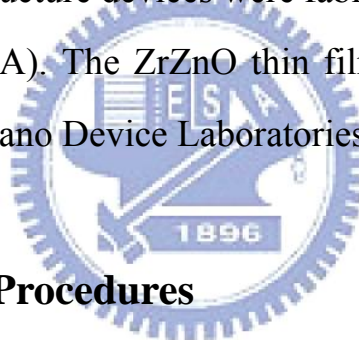 ucture devices were fab
A). The ZrZnO thin fil
E S A
ano Device Laboratories
1896
Procedures